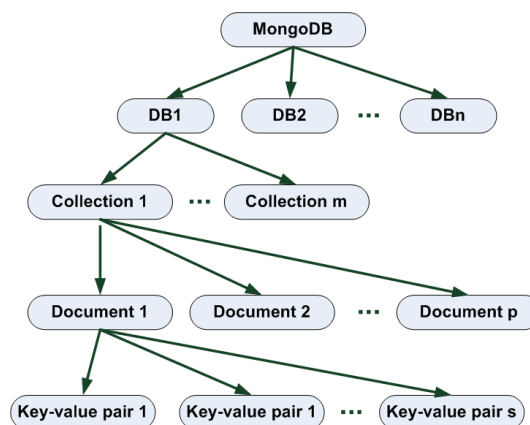 MongoDB
DB1 DB2 ... DBn
Collection 1 ... Collection m
Document 1 Document 2 ... Document p
Key-value pair 1 Key-value pair 1 ... Key-value pair s